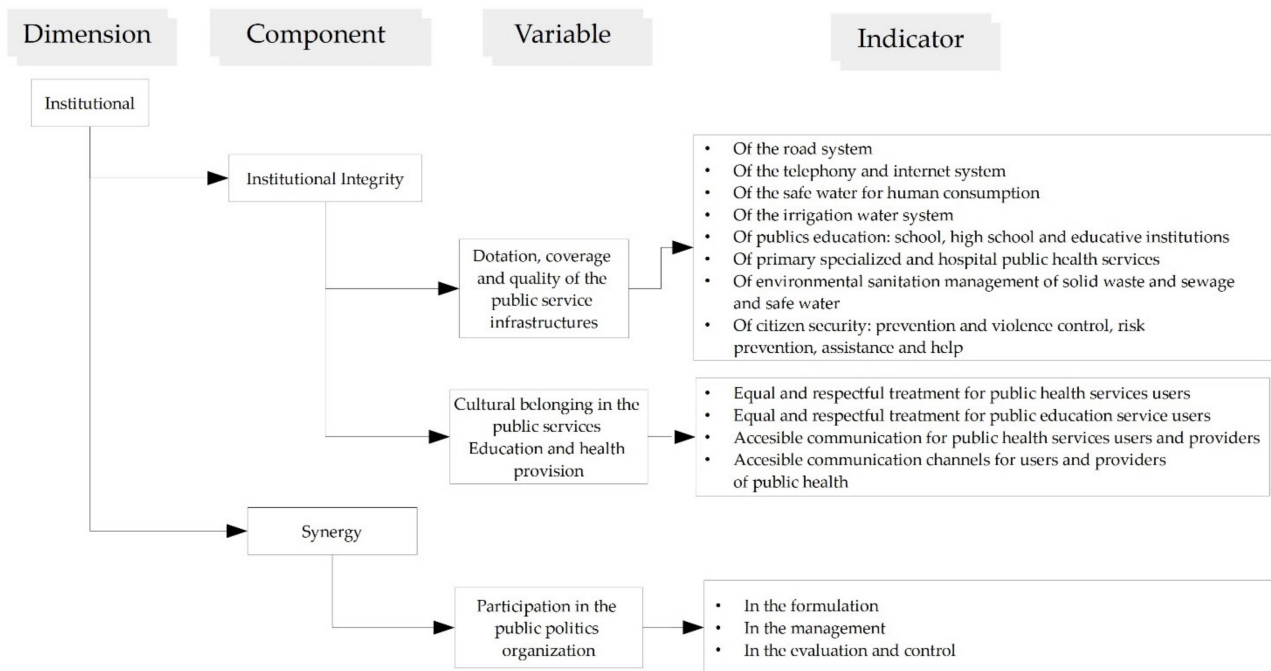 Dimension
Component
Variable
Indicator
Institutional
Institutional Integrity
Dotation, coverage
and quality of the
public service
infrastructures
• Of the road system
• Of the telephony and internet system
• Of the safe water for human consumption
• Of the irrigation water system
• Of publics education: school, high school and educative institutions
• Of primary specialized and hospital public health services
• Of environmental sanitation management of solid waste and sewage
and safe water
• Of citizen security: prevention and violence control, risk
prevention, assistance and help
Cultural belonging in the
public services
Education and health
provision
• Equal and respectful treatment for public health services users
• Equal and respectful treatment for public education service users
• Accesible communication for public health services users and providers
• Accesible communication channels for users and providers
of public health
Synergy
Participation in the
public politics
organization
• In the formulation
• In the management
• In the evaluation and control